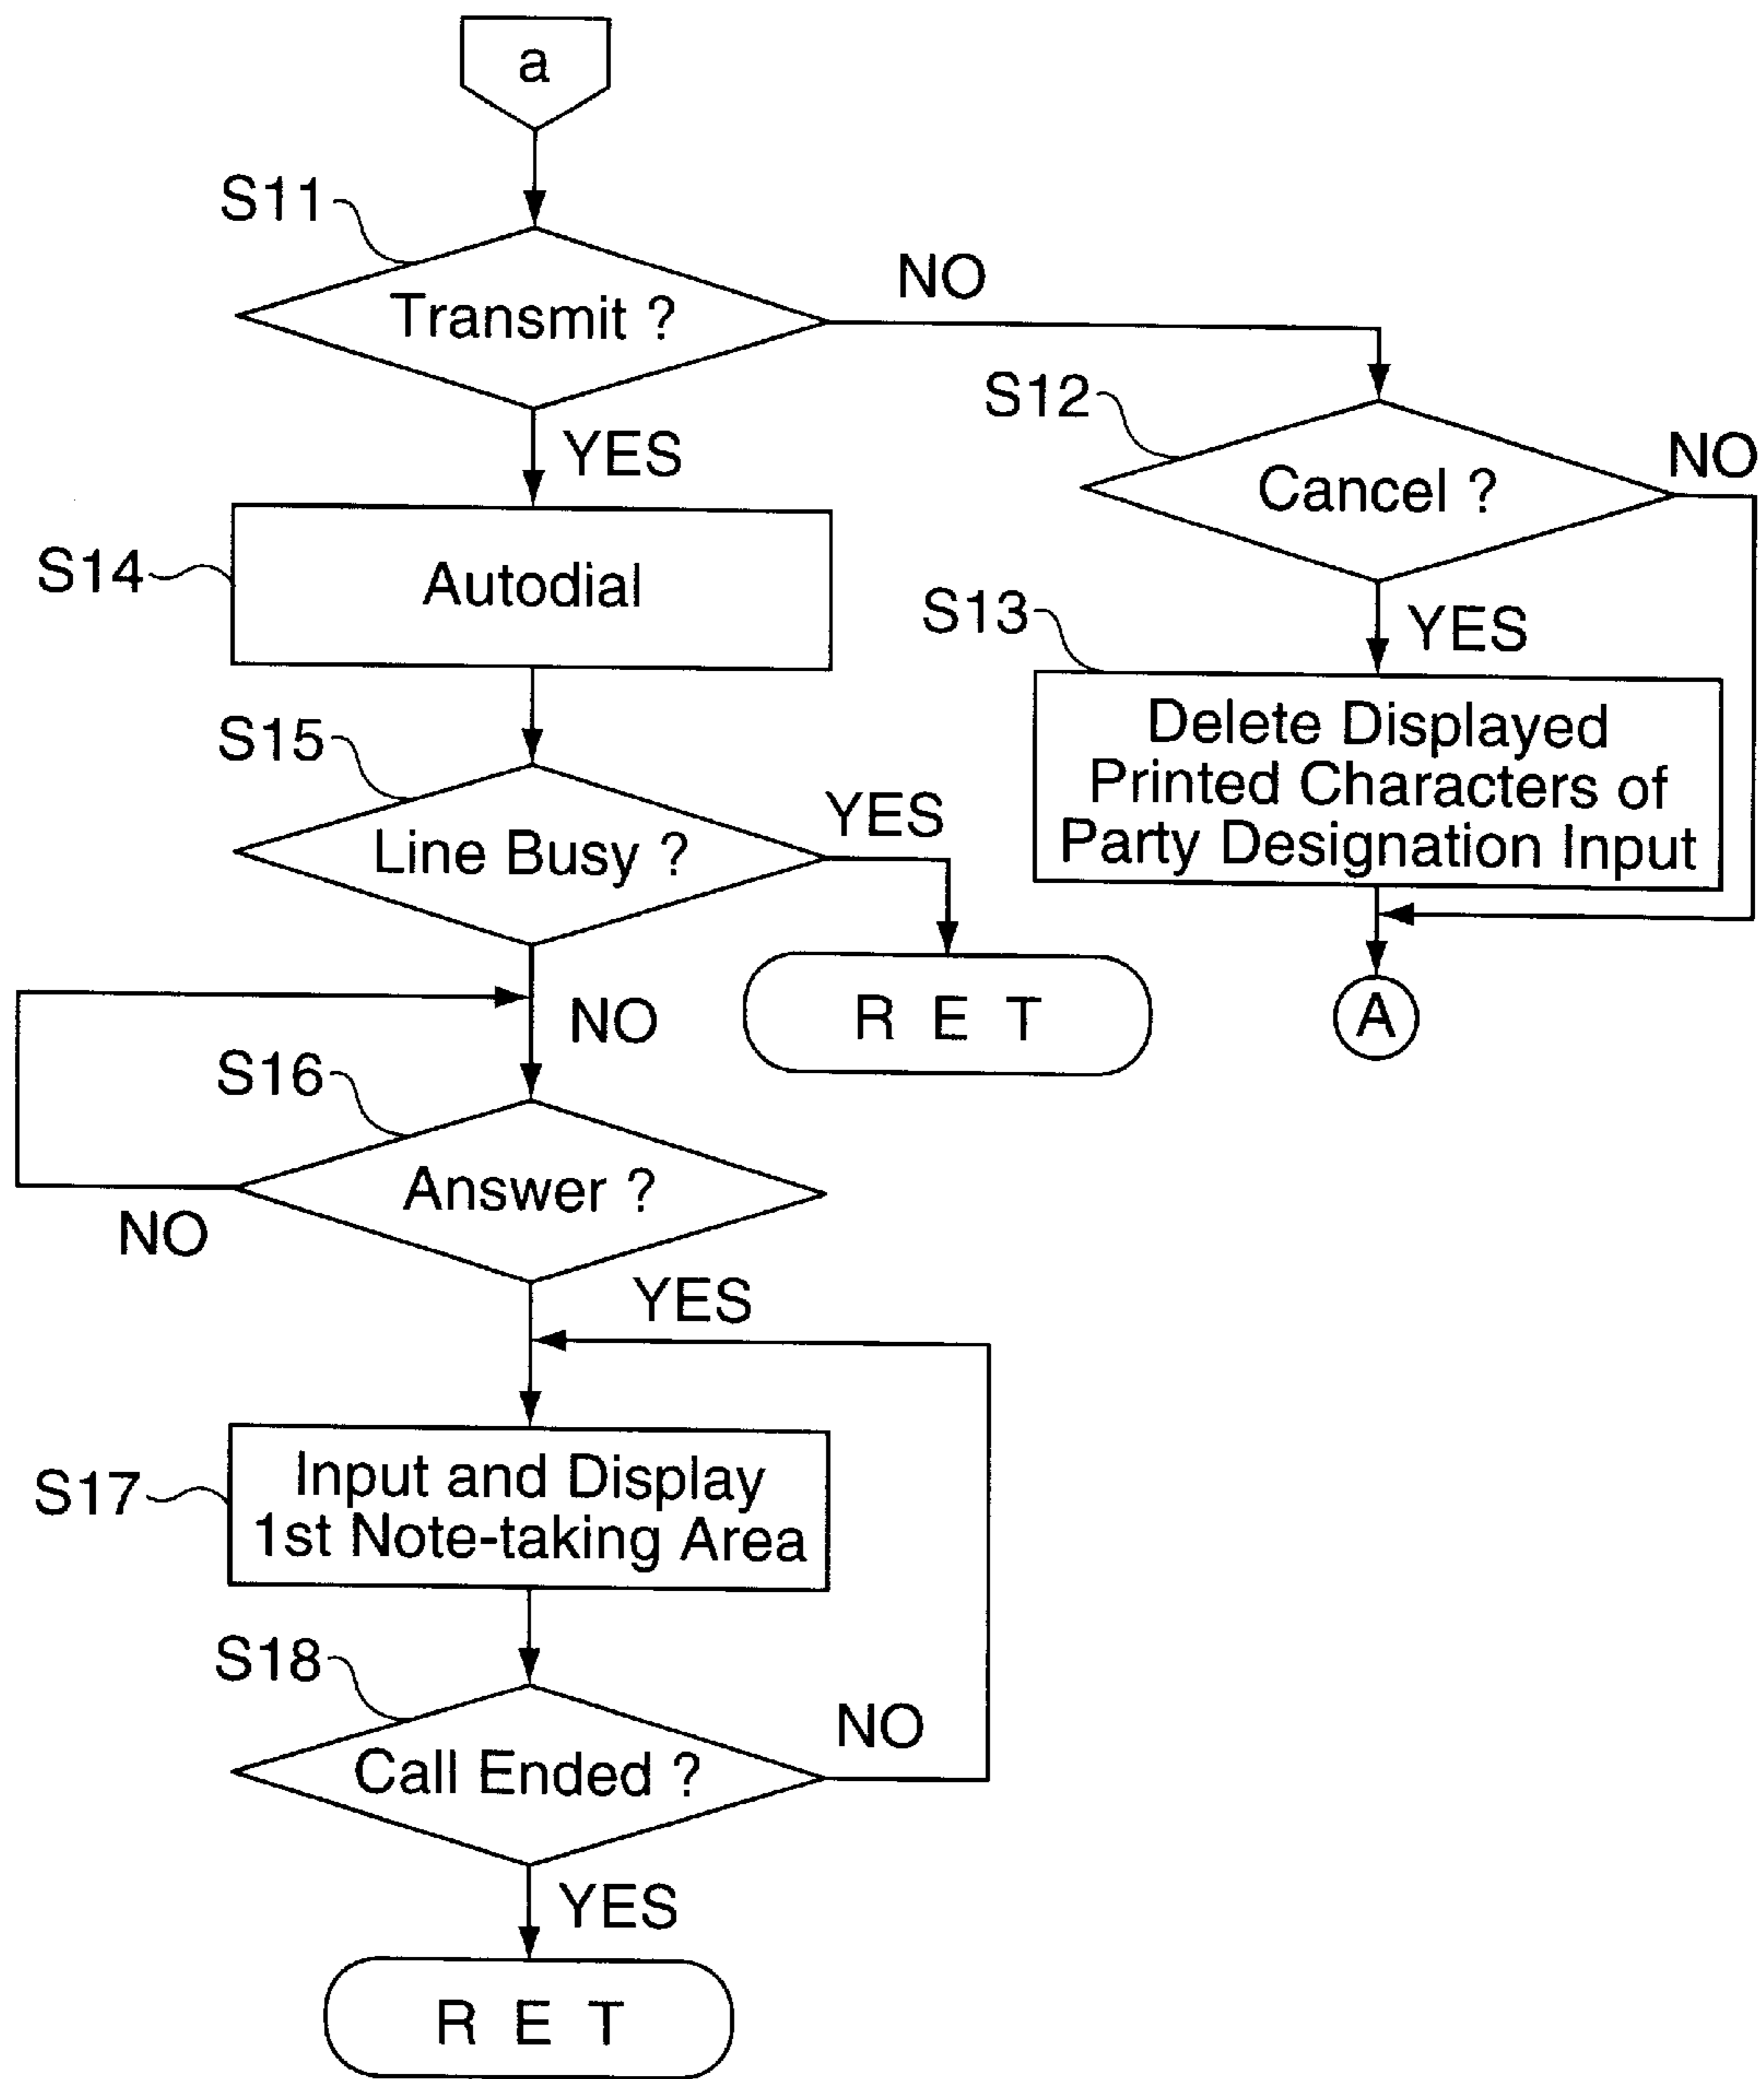 a
S11
Transmit ?
NO
YES
S12
Cancel ?
NO
YES
S13
Delete Displayed
Printed Characters of
Party Designation Input
A
S14
Autodial
S15
Line Busy ?
YES
R E T
NO
S16
Answer ?
NO
YES
S17
Input and Display
1st Note-taking Area
S18
Call Ended ?
NO
YES
R E T